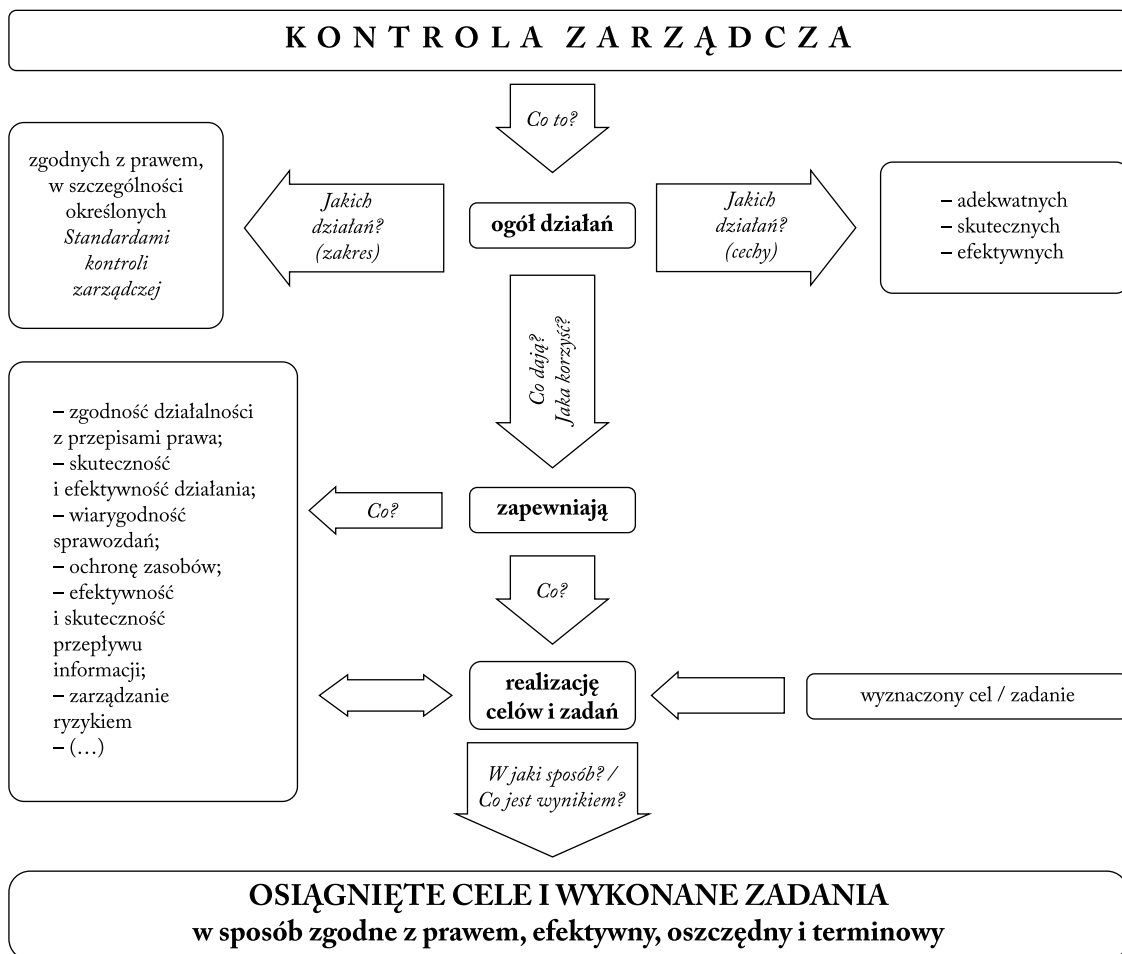 KONTROLA ZARZĄDCZA
Co to?
zgodnych z prawem,
w szczególności
określonych
Standardami
kontroli
zarządczej
Jakich
działań?
(zakres)
ogół działań
Jakich
działań?
(cechy)
– adekwatnych
– skutecznych
– efektywnych
Co dają?
Jaka korzyść?
– zgodność działalności
z przepisami prawa;
– skuteczność
i efektywność działania;
– wiarygodność
sprawozdań;
– ochronę zasobów;
– efektywność
i skuteczność
przepływu
informacji;
– zarządzanie
ryzykiem
– (…)
Co?
zapewniają
Co?
realizację
celów i zadań
wyznaczony cel / zadanie
W jaki sposób? /
Co jest wynikiem?
OSIĄGNIĘTE CELE I WYKONANE ZADANIA
w sposób zgodne z prawem, efektywny, oszczędny i terminowy